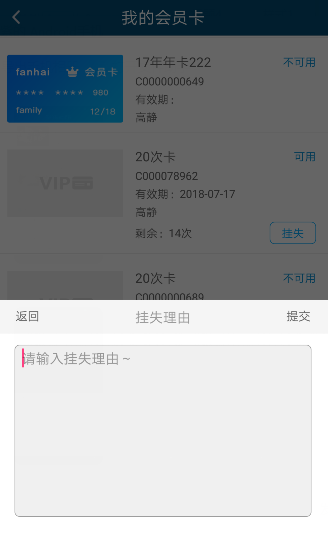 我的会员卡
fanhai 会员卡
**** **** 980
family 12/18
17年年卡222 不可用
C0000000649
有效期：
高静
VIP
20次卡 可用
C000078962
有效期：2018-07-17
高静
剩余：14次 挂失
VIP
20次卡 不可用
C0000000689
返回 挂失理由 提交
请输入挂失理由 ~